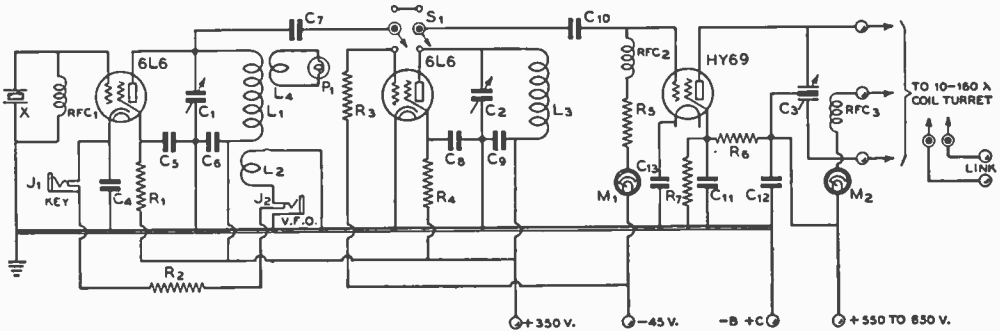 C7
S1
C10
6L6
6L6
HY69
X
RFC1
C1
L1
L4
P1
R3
C2
L3
RFC2
R5
C3
RFC3
TO 10-160 λ
COIL TURRET
C5
C6
C8
C9
R6
L2
J1
KEY
C4
R1
J2
V.F.O.
R4
C13
M1
R7
C11
C12
M2
LINK
R2
+350 V.
-45 V.
-B +C
+ 550 TO 650 V.